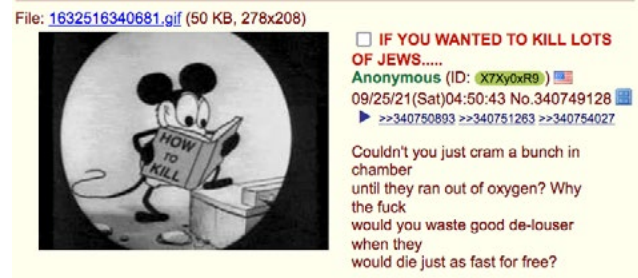 File: 1632516340681.gif (50 KB, 278x208)
HOW
TO
KILL
IF YOU WANTED TO KILL LOTS
OF JEWS.....
Anonymous (ID: X7Xy0xR9)
09/25/21(Sat)04:50:43 No.340749128
>>340750893 >>340751263 >>340754027
Couldn't you just cram a bunch in
chamber
until they ran out of oxygen? Why
the fuck
would you waste good de-louser
when they
would die just as fast for free?